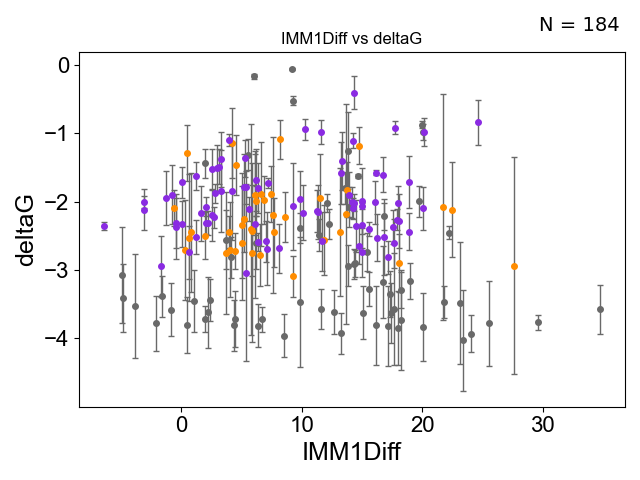 N = 184
IMM1Diff vs deltaG
deltaG
0
−1
−2
−3
−4
0 10 20 30
IMM1Diff